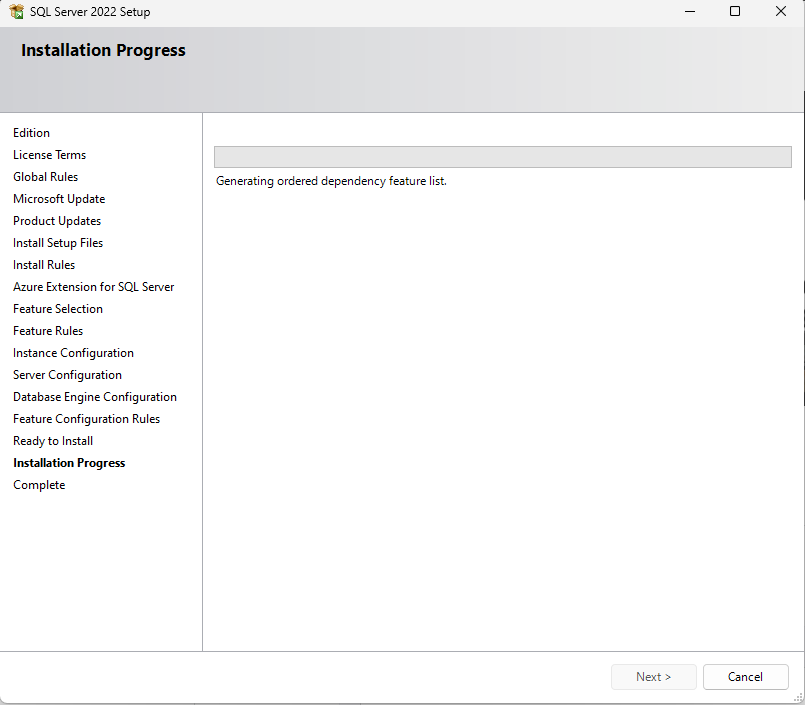 SQL Server 2022 Setup
Installation Progress
Edition
License Terms
Global Rules
Microsoft Update
Product Updates
Install Setup Files
Install Rules
Azure Extension for SQL Server
Feature Selection
Feature Rules
Instance Configuration
Server Configuration
Database Engine Configuration
Feature Configuration Rules
Ready to Install
Installation Progress
Complete
Generating ordered dependency feature list.
Next >
Cancel